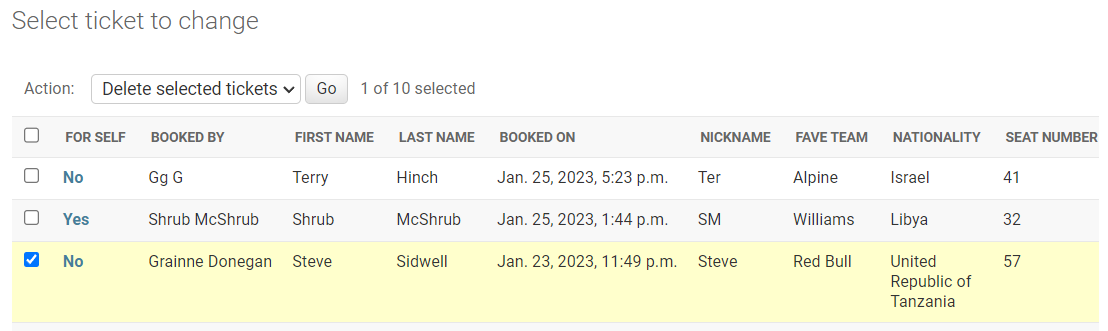 Select ticket to change
Action: Delete selected tickets Go 1 of 10 selected
FOR SELF BOOKED BY FIRST NAME LAST NAME BOOKED ON NICKNAME FAVE TEAM NATIONALITY SEAT NUMBER
No Gg G Terry Hinch Jan. 25, 2023, 5:23 p.m. Ter Alpine Israel 41
Yes Shrub McShrub Shrub McShrub Jan. 25, 2023, 1:44 p.m. SM Williams Libya 32
No Grainne Donegan Steve Sidwell Jan. 23, 2023, 11:49 p.m. Steve Red Bull United 57
Republic of
Tanzania